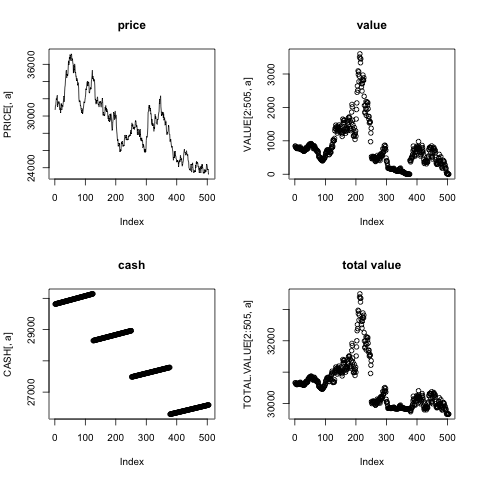 price
PRICE[, a]
36000
30000
24000
0 100 200 300 400 500
Index
value
VALUE[2:505, a]
3000
2000
1000
0
0 100 200 300 400 500
Index
cash
CASH[, a]
29000
27000
0 100 200 300 400 500
Index
total value
TOTAL.VALUE[2:505, a]
32000
30000
0 100 200 300 400 500
Index